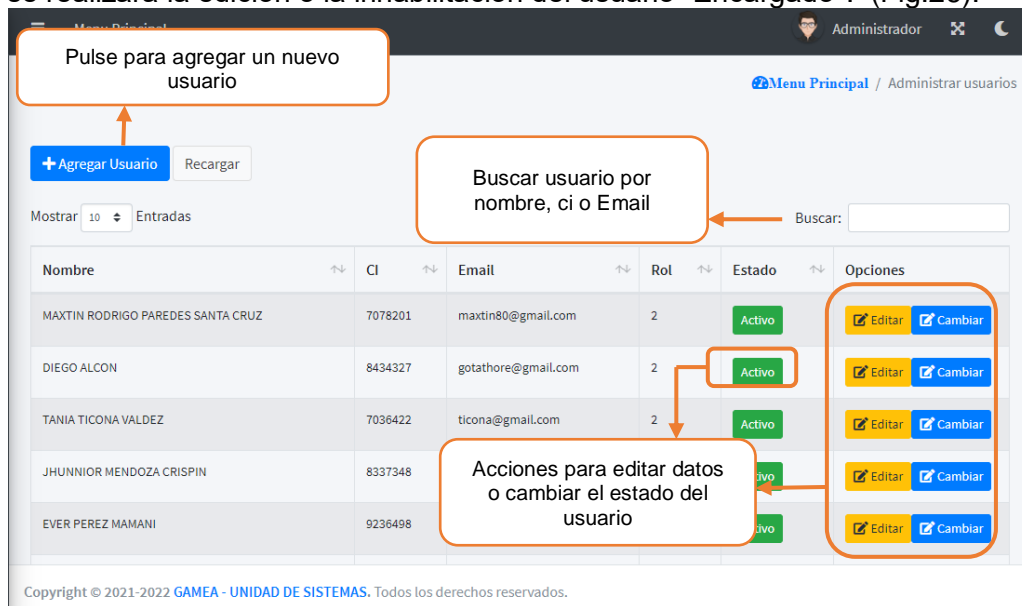 Menu Principal
Administrador
Pulse para agregar un nuevo
usuario
Menu Principal / Administrar usuarios
Agregar Usuario
Recargar
Buscar usuario por
nombre, ci o Email
Mostrar 10 Entradas
Buscar:
Nombre CI Email Rol Estado Opciones
MAXTIN RODRIGO PAREDES SANTA CRUZ 7078201 maxtin80@gmail.com 2 Activo Editar Cambiar
DIEGO ALCON 8434327 gotathore@gmail.com 2 Activo Editar Cambiar
TANIA TICONA VALDEZ 7036422 ticona@gmail.com 2 Activo Editar Cambiar
JHUNNIOR MENDOZA CRISPIN 8337348 Editar Cambiar
Acciones para editar datos
o cambiar el estado del
usuario
EVER PEREZ MAMANI 9236498 Editar Cambiar
Copyright © 2021-2022 GAMEA - UNIDAD DE SISTEMAS. Todos los derechos reservados.